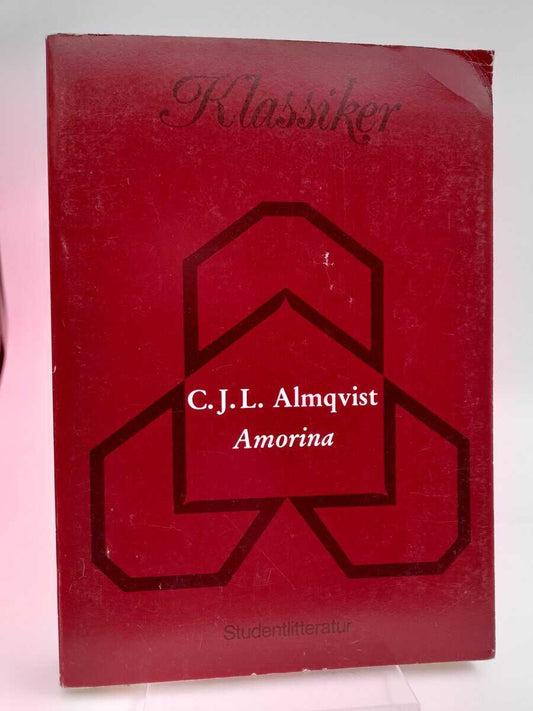 Klassiker
C. J. L. Almqvist
Amorina
Studentlitteratur